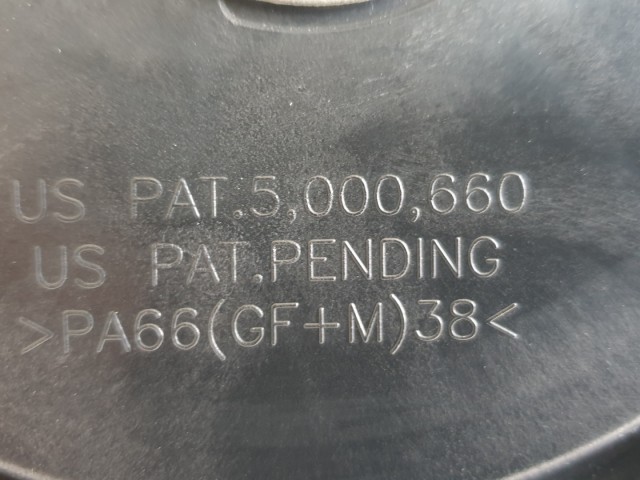 US PAT.5,000,660
US PAT.PENDING
>PA66(GF+M)38<